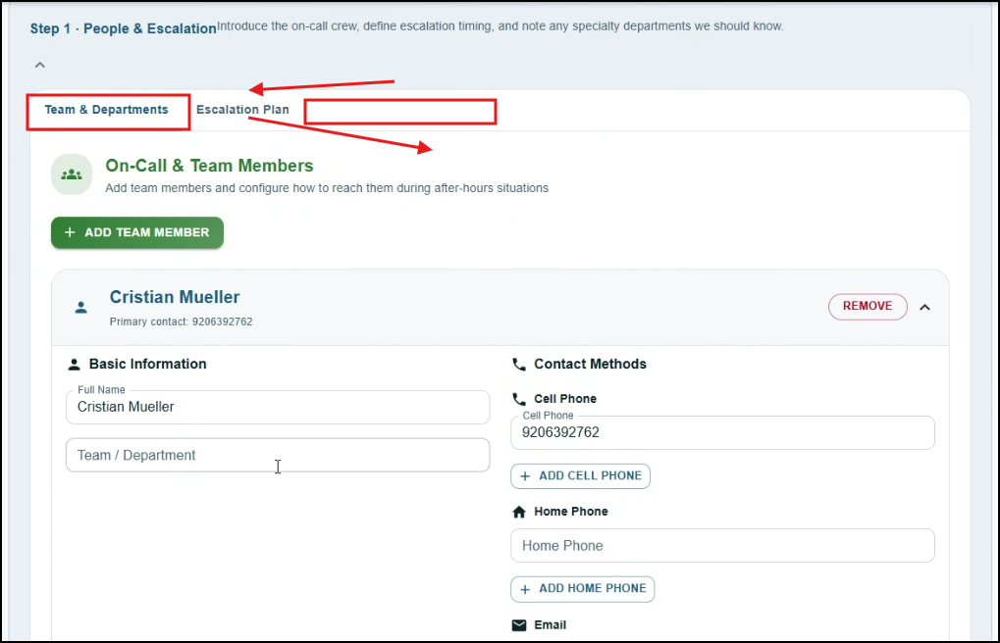 Step 1 · People & Escalation Introduce the on-call crew, define escalation timing, and note any specialty departments we should know.
Team & Departments Escalation Plan
On-Call & Team Members
Add team members and configure how to reach them during after-hours situations
+ ADD TEAM MEMBER
Cristian Mueller
Primary contact: 9206392762
REMOVE
Basic Information
Full Name
Cristian Mueller
Team / Department
Contact Methods
Cell Phone
Cell Phone
9206392762
+ ADD CELL PHONE
Home Phone
Home Phone
+ ADD HOME PHONE
Email